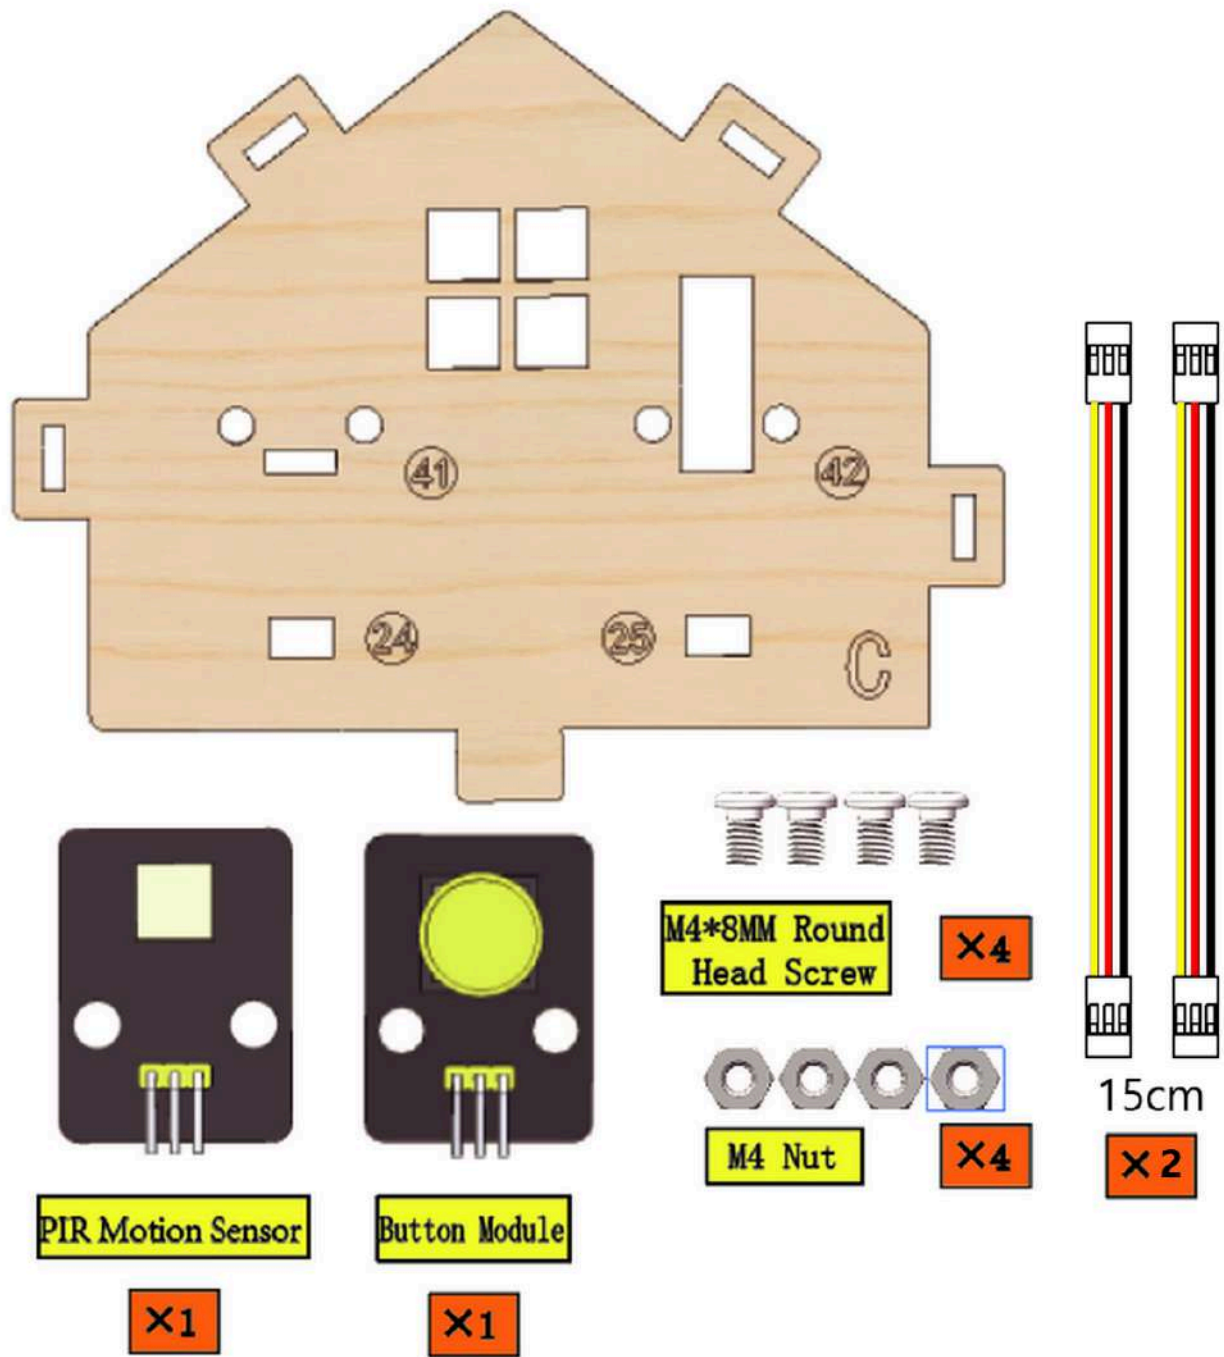 41
42
24
25
C
M4*8MM Round
Head Screw
×4
M4 Nut
×4
15cm
×2
PIR Motion Sensor
Button Module
×1
×1